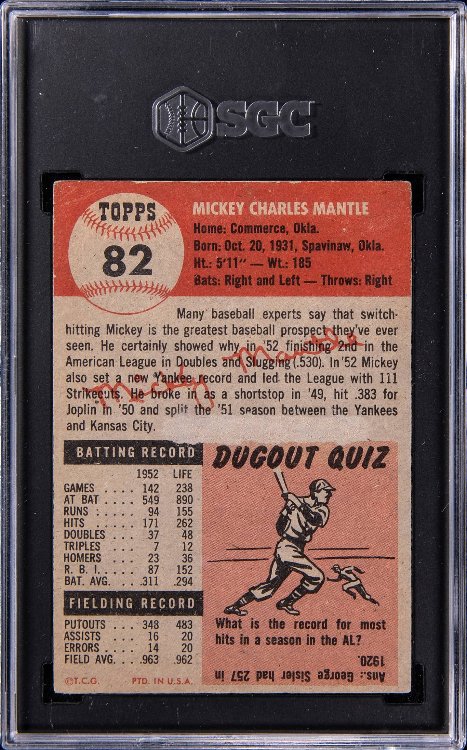 SGC
TOPPS
82
MICKEY CHARLES MANTLE
Home: Commerce, Okla.
Born: Oct. 20, 1931, Spavinaw, Okla.
Ht.: 5'11" — Wt.: 185
Bats: Right and Left — Throws: Right
Many baseball experts say that switch-
hitting Mickey is the greatest baseball prospect they've ever
seen. He certainly showed why in '52 finishing 2nd in the
American League in Doubles and Slugging (.530). In '52 Mickey
also set a new Yankee record and led the League with 111
Strikeouts. He broke in as a shortstop in '49, hit .383 for
Joplin in '50 and split the '51 season between the Yankees
and Kansas City.
Mickey Mantle
BATTING RECORD
1952 LIFE
GAMES .... 142 238
AT BAT .... 549 890
RUNS ..... 94 155
HITS ..... 171 262
DOUBLES .. 37 48
TRIPLES ... 7 12
HOMERS ... 23 36
R. B. I. .... 87 152
BAT. AVG. .. .311 .294
FIELDING RECORD
PUTOUTS ... 348 483
ASSISTS ... 16 20
ERRORS .... 14 20
FIELD AVG. .. .963 .962
©T.C.G. PTD. IN U.S.A.
DUGOUT QUIZ
What is the record for most
hits in a season in the AL?
Ans.: George Sisler had 257 in
1920.